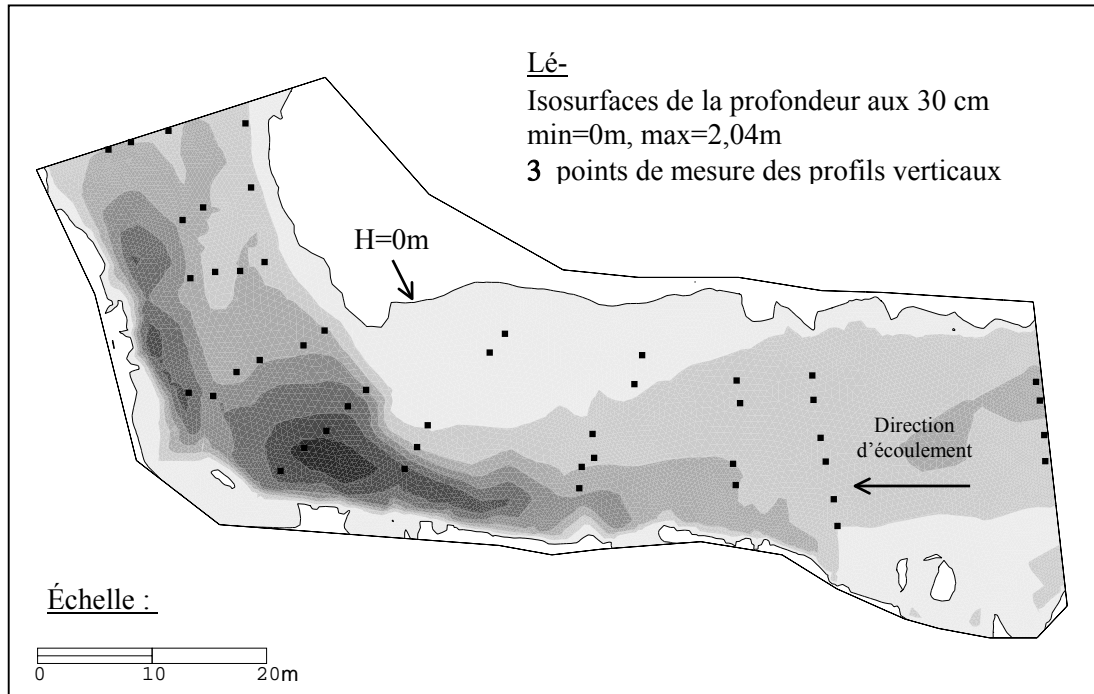 Lé-
Isosurfaces de la profondeur aux 30 cm
min=0m, max=2,04m
3 points de mesure des profils verticaux
H=0m
Direction
d'écoulement
Échelle :
0 10 20m